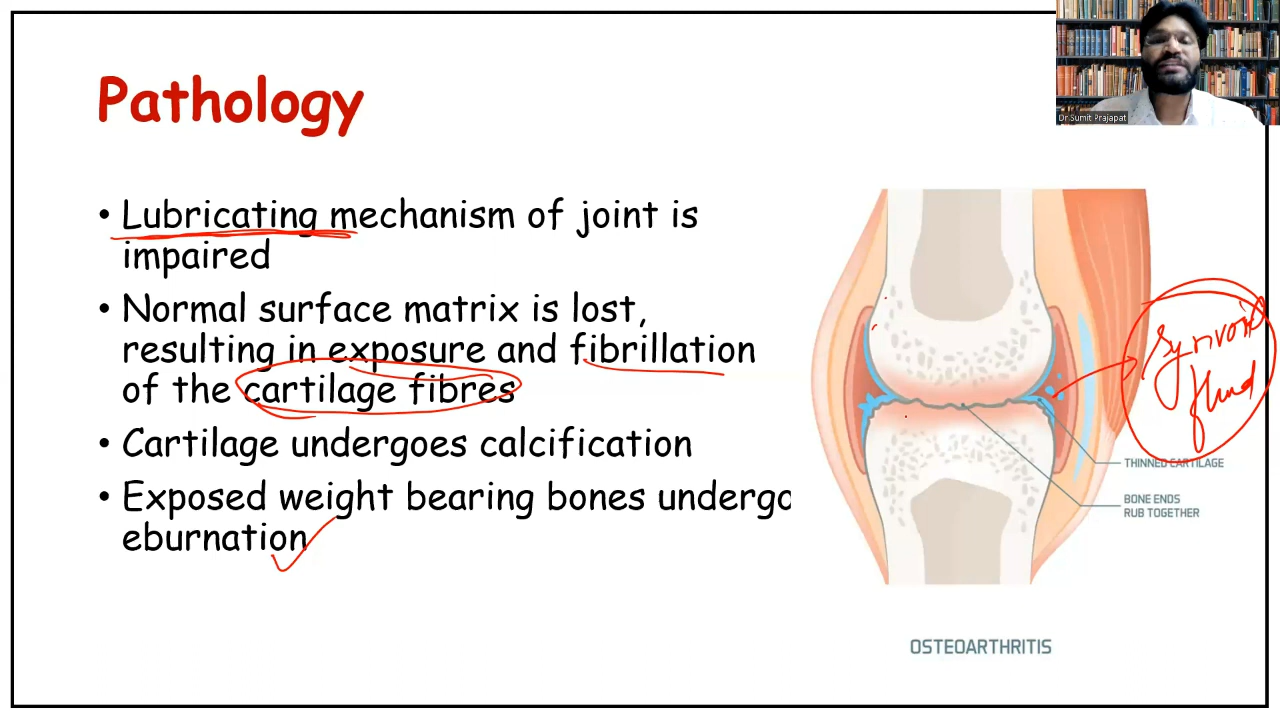 Pathology
Dr.Sumit Prajapat
• Lubricating mechanism of joint is
impaired
• Normal surface matrix is lost,
resulting in exposure and fibrillation
of the cartilage fibres
• Cartilage undergoes calcification
• Exposed weight bearing bones undergo
eburnation
Synivois
fluid
THINNED CARTILAGE
BONE ENDS
RUB TOGETHER
OSTEOARTHRITIS